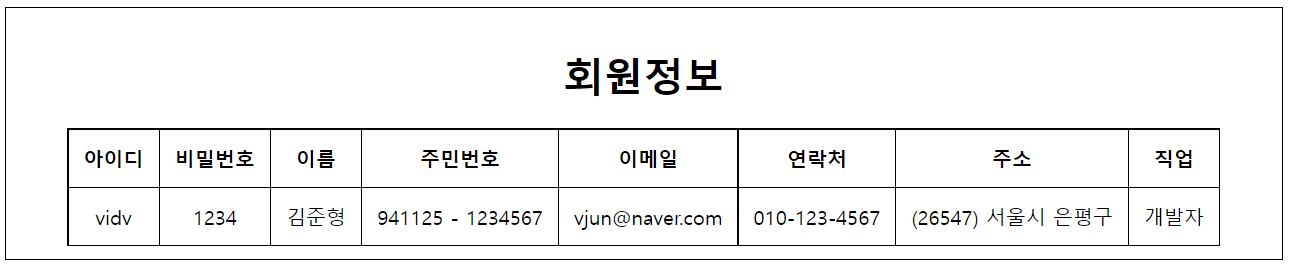 회원정보
아이디 비밀번호 이름 주민번호 이메일 연락처 주소 직업
vidv 1234 김준형 941125 - 1234567 vjun@naver.com 010-123-4567 (26547) 서울시 은평구 개발자